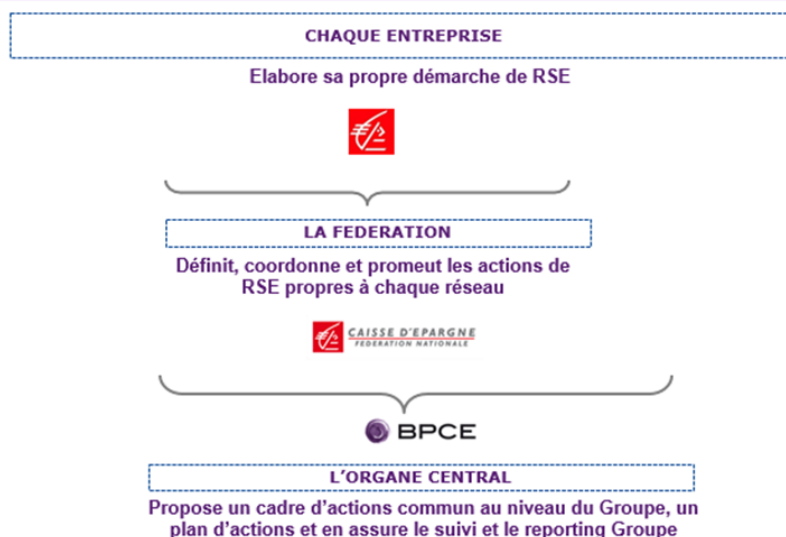 CHAQUE ENTREPRISE
Elabore sa propre démarche de RSE
LA FEDERATION
Définit, coordonne et promeut les actions de
RSE propres à chaque réseau
CAISSE D'EPARGNE
FEDERATION NATIONALE
BPCE
L'ORGANE CENTRAL
Propose un cadre d'actions commun au niveau du Groupe, un
plan d'actions et en assure le suivi et le reporting Groupe